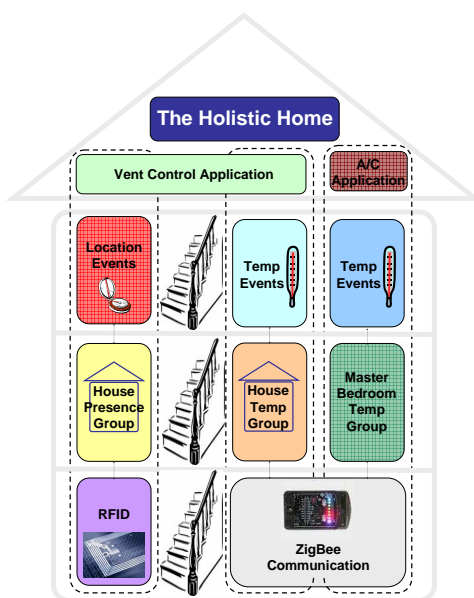 The Holistic Home
Vent Control Application
A/C
Application
Location
Events
Temp
Events
Temp
Events
House
Presence
Group
House
Temp
Group
Master
Bedroom
Temp
Group
RFID
ZigBee
Communication